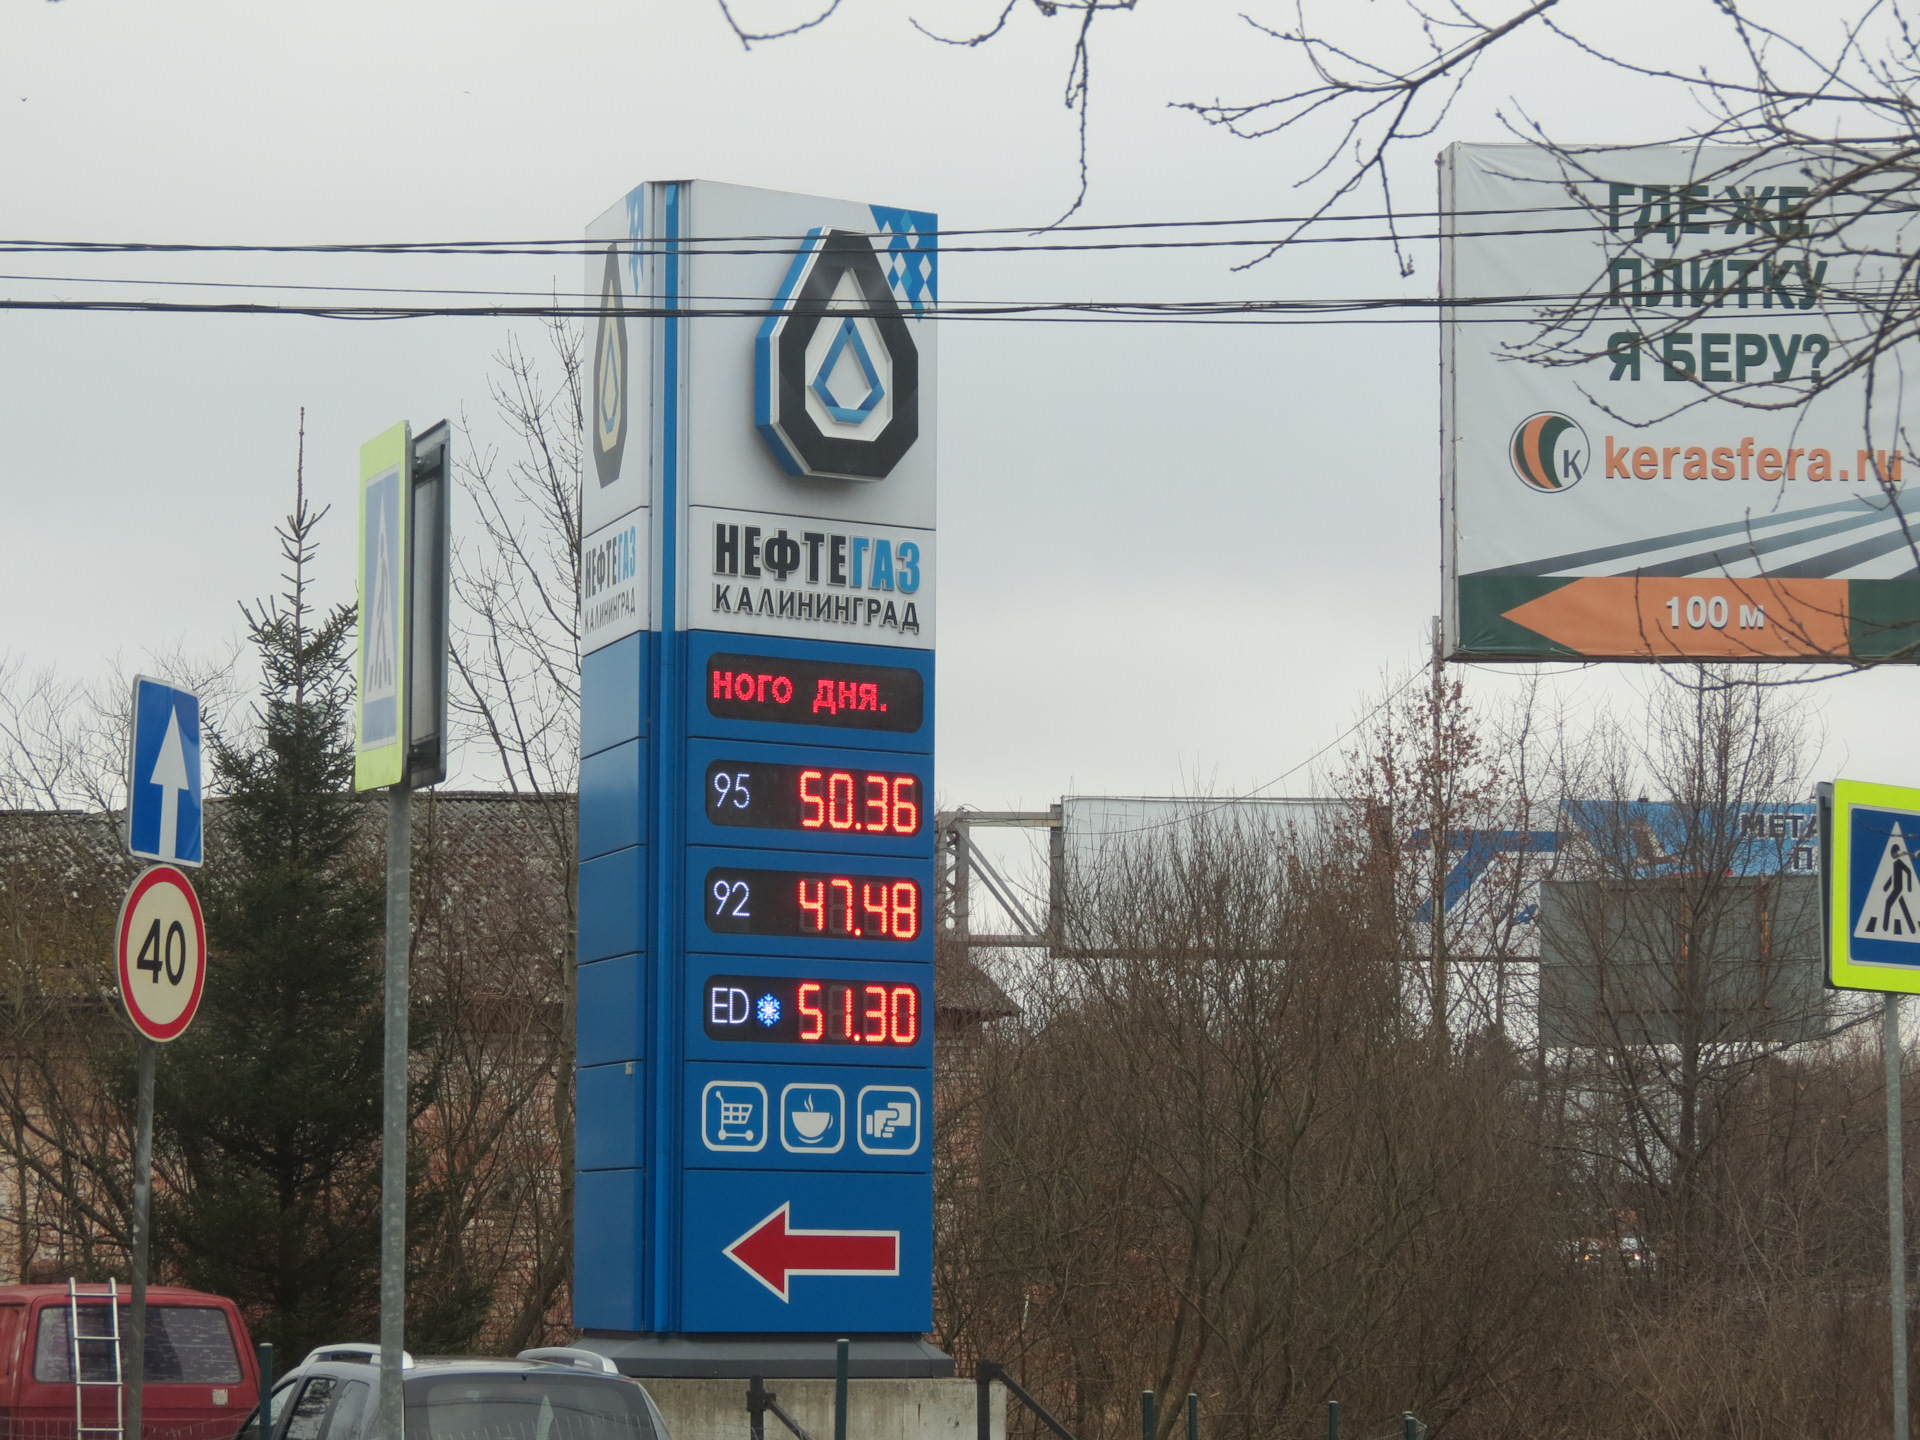 НЕФТЕГАЗ
КАЛИНИНГРАД
НЕФТЕГАЗ
КАЛИНИНГРАД
ного дня.
95 50.36
92 47.48
ED 51.30
40
ГДЕ ЖЕ
ПЛИТКУ
Я БЕРУ?
K kerasfera.ru
100 м